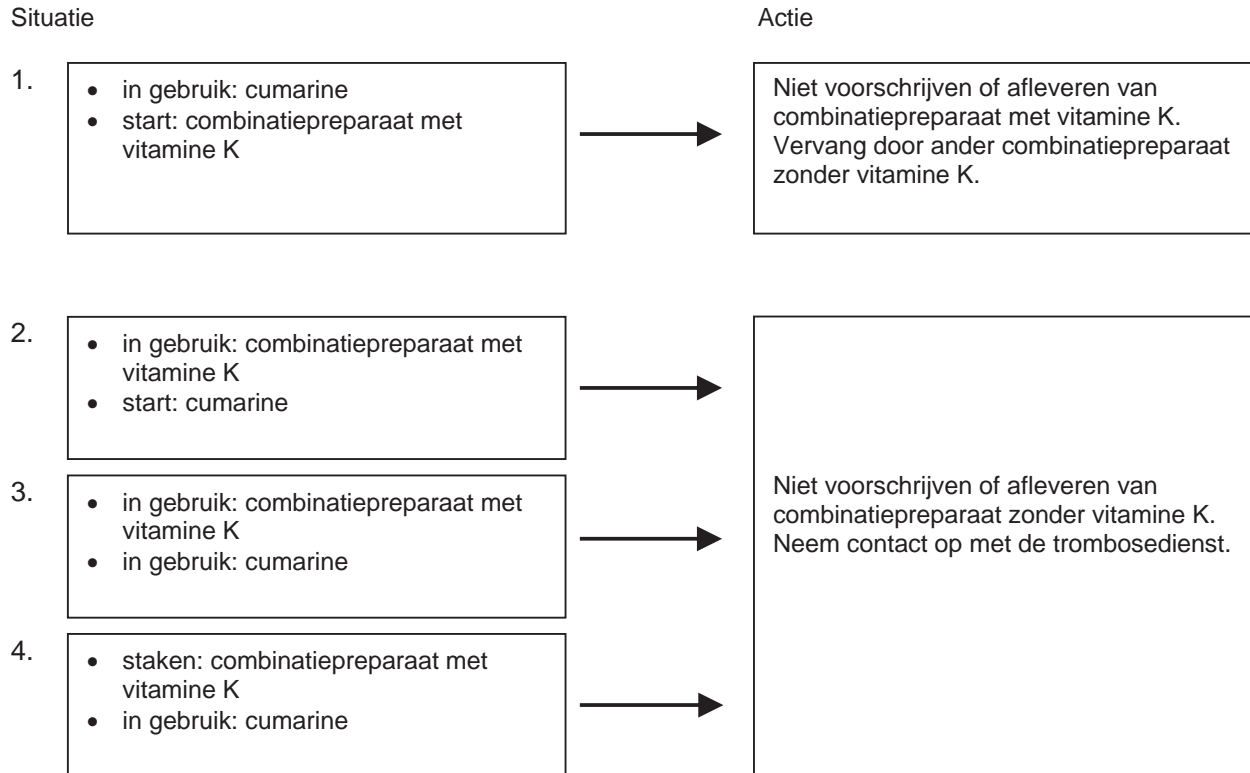 Situatie
Actie
1.
• in gebruik: cumarine
• start: combinatiepreparaat met
vitamine K
Niet voorschrijven of afleveren van
combinatiepreparaat met vitamine K.
Vervang door ander combinatiepreparaat
zonder vitamine K.
2.
• in gebruik: combinatiepreparaat met
vitamine K
• start: cumarine
3.
• in gebruik: combinatiepreparaat met
vitamine K
• in gebruik: cumarine
4.
• staken: combinatiepreparaat met
vitamine K
• in gebruik: cumarine
Niet voorschrijven of afleveren van
combinatiepreparaat zonder vitamine K.
Neem contact op met de trombosedienst.